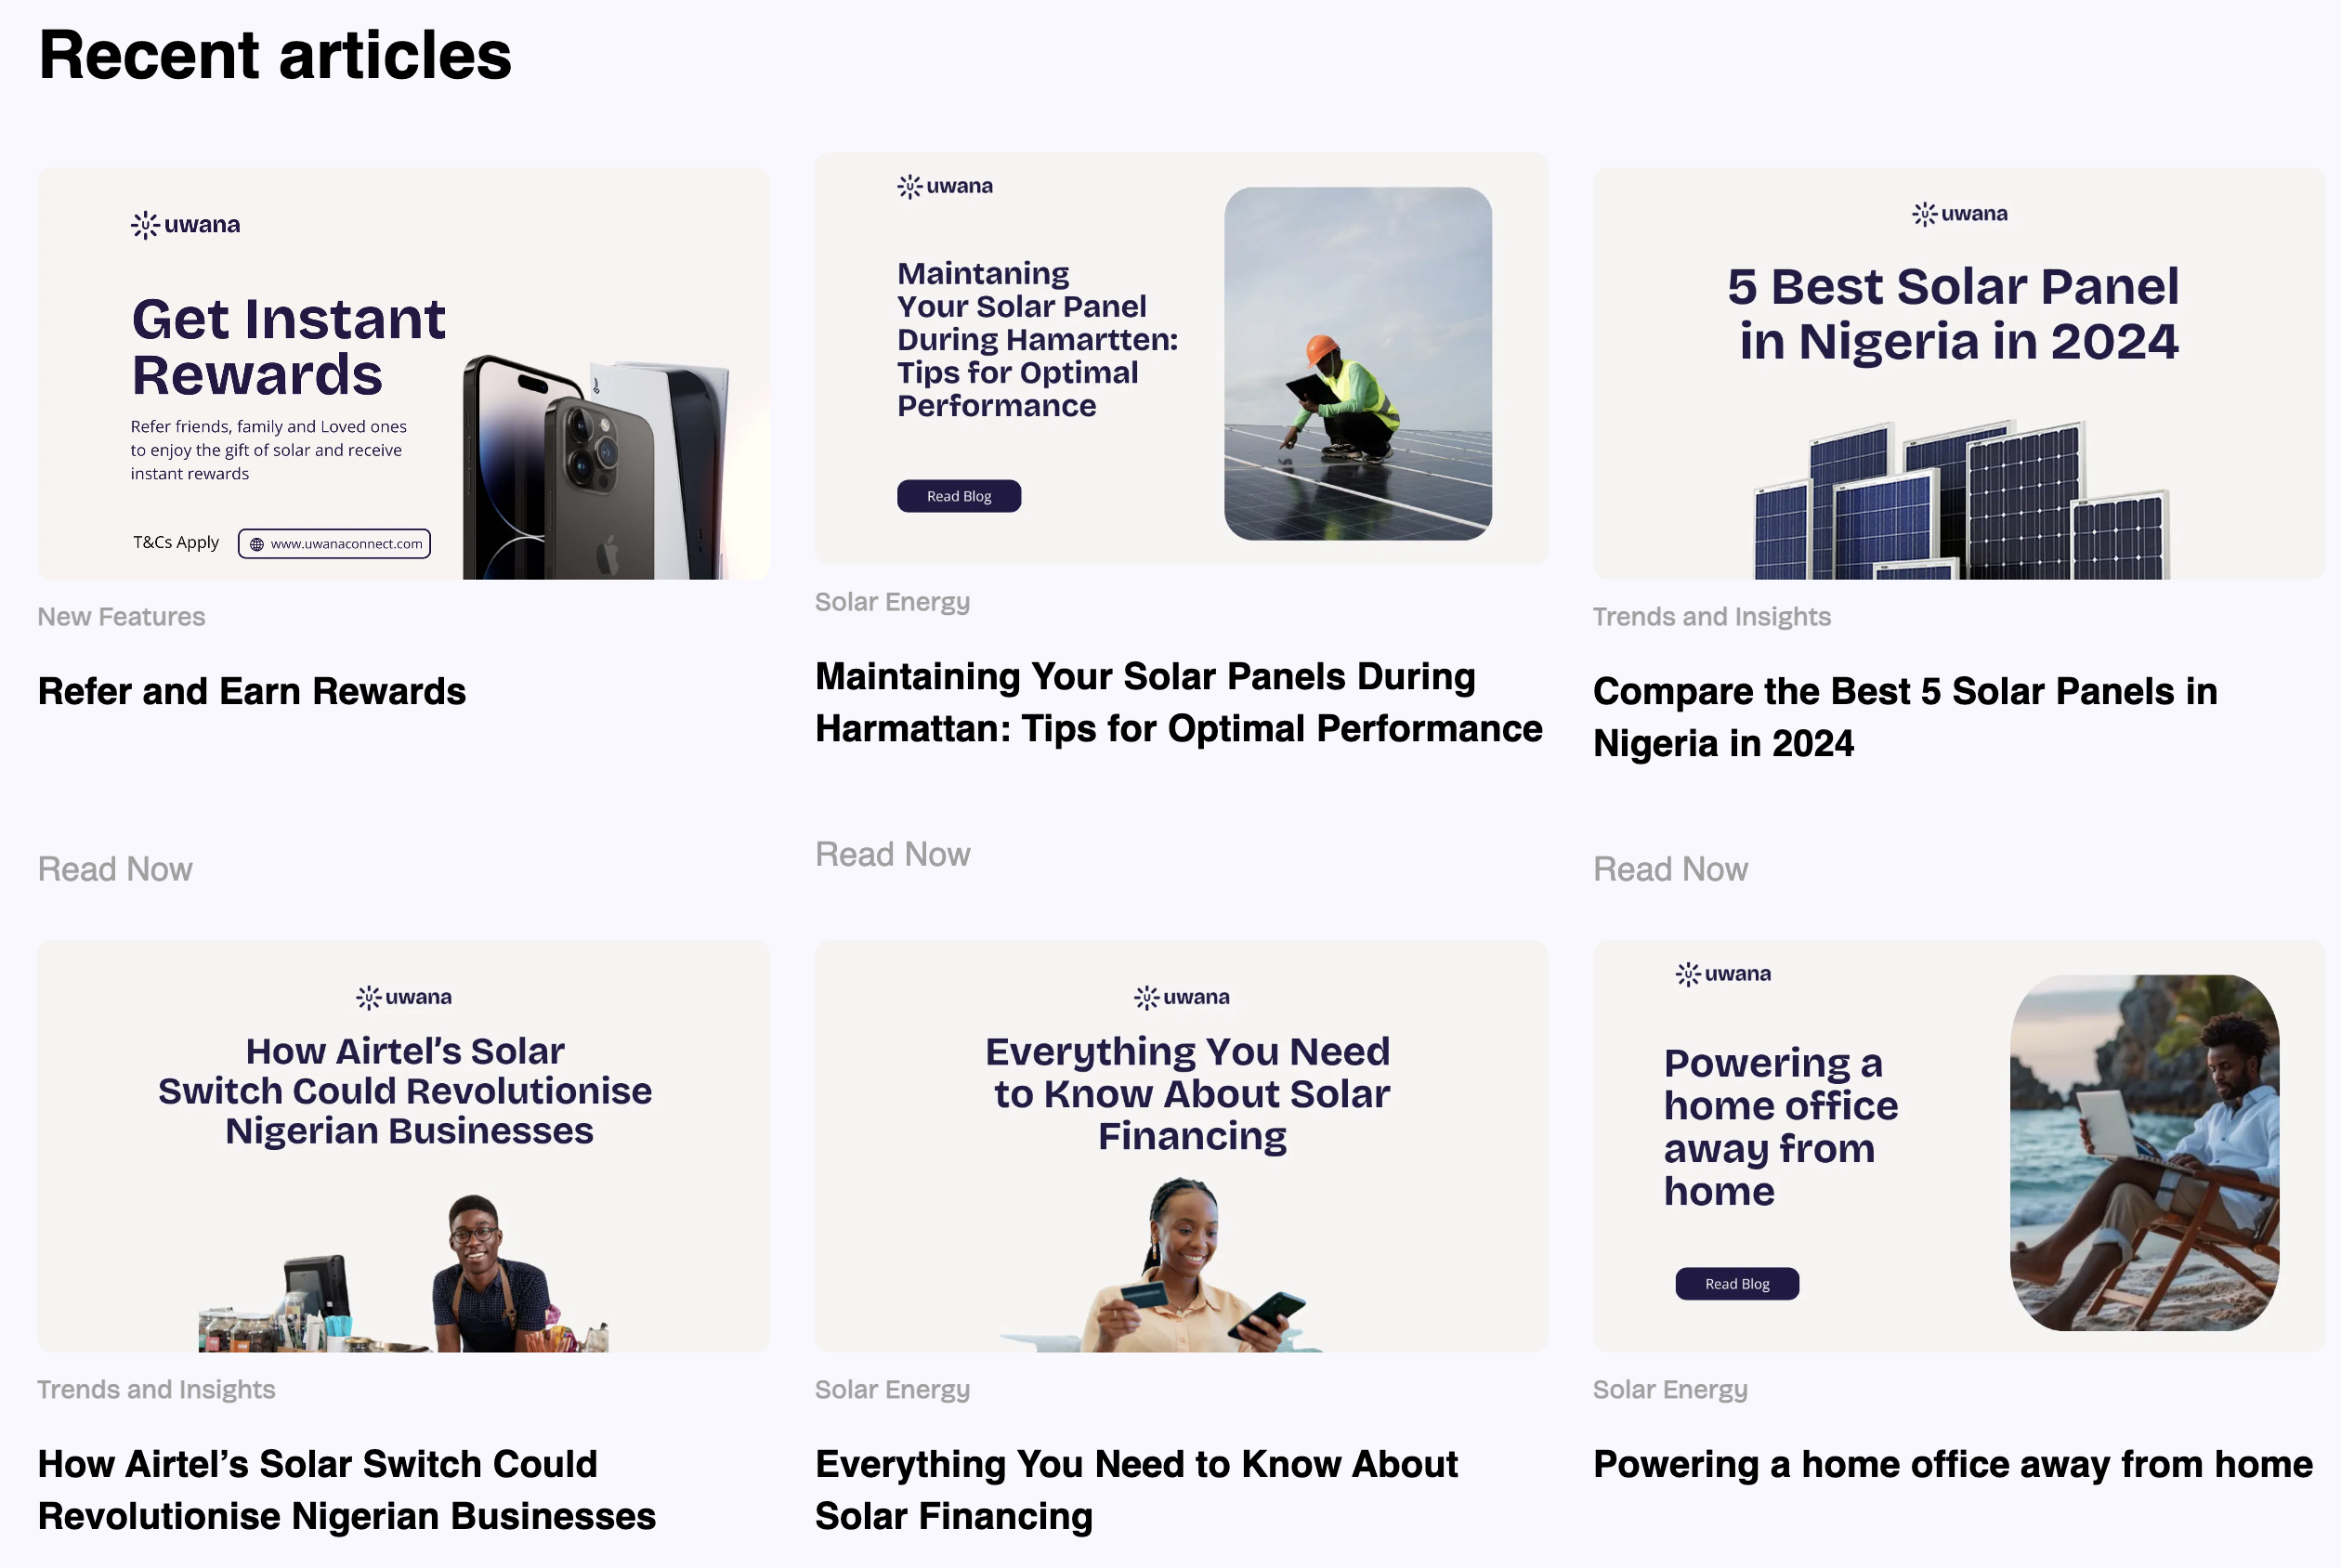 Recent articles
uwana
Get Instant
Rewards
Refer friends, family and Loved ones
to enjoy the gift of solar and receive
instant rewards
T&Cs Apply
www.uwanaconnect.com
New Features
Refer and Earn Rewards
Read Now
uwana
Maintaning
Your Solar Panel
During Hamartten:
Tips for Optimal
Performance
Read Blog
Solar Energy
Maintaining Your Solar Panels During
Harmattan: Tips for Optimal Performance
Read Now
uwana
5 Best Solar Panel
in Nigeria in 2024
Trends and Insights
Compare the Best 5 Solar Panels in
Nigeria in 2024
Read Now
uwana
How Airtel’s Solar
Switch Could Revolutionise
Nigerian Businesses
Trends and Insights
How Airtel’s Solar Switch Could
Revolutionise Nigerian Businesses
uwana
Everything You Need
to Know About Solar
Financing
Solar Energy
Everything You Need to Know About
Solar Financing
uwana
Powering a
home office
away from
home
Read Blog
Solar Energy
Powering a home office away from home